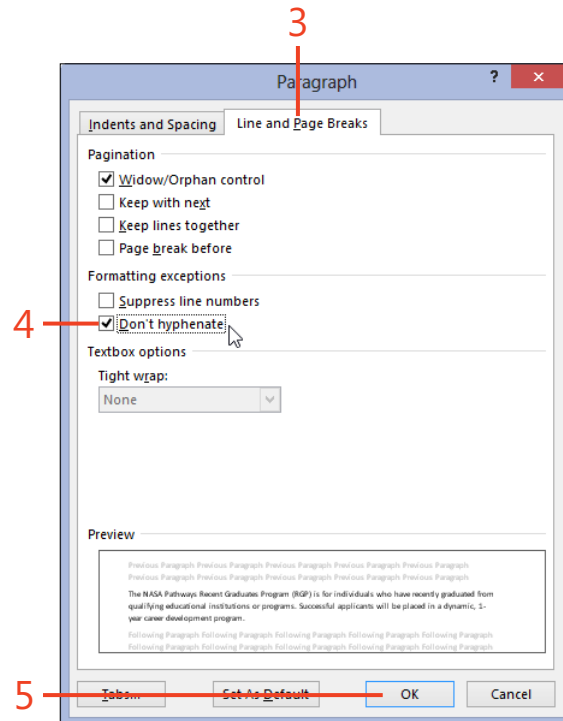 3
Paragraph ? ×
Indents and Spacing Line and Page Breaks
Pagination
Widow/Orphan control
Keep with next
Keep lines together
Page break before
Formatting exceptions
Suppress line numbers
4 Don't hyphenate
Textbox options
Tight wrap:
None
Preview
Previous Paragraph Previous Paragraph Previous Paragraph Previous Paragraph Previous Paragraph
Previous Paragraph Previous Paragraph Previous Paragraph Previous Paragraph Previous Paragraph
The NASA Pathways Recent Graduates Program (RGP) is for individuals who have recently graduated from
qualifying educational institutions or programs. Successful applicants will be placed in a dynamic, 1-
year career development program.
Following Paragraph Following Paragraph Following Paragraph Following Paragraph Following Paragraph
Following Paragraph Following Paragraph Following Paragraph Following Paragraph Following Paragraph
5 Tabs... Set As Default OK Cancel